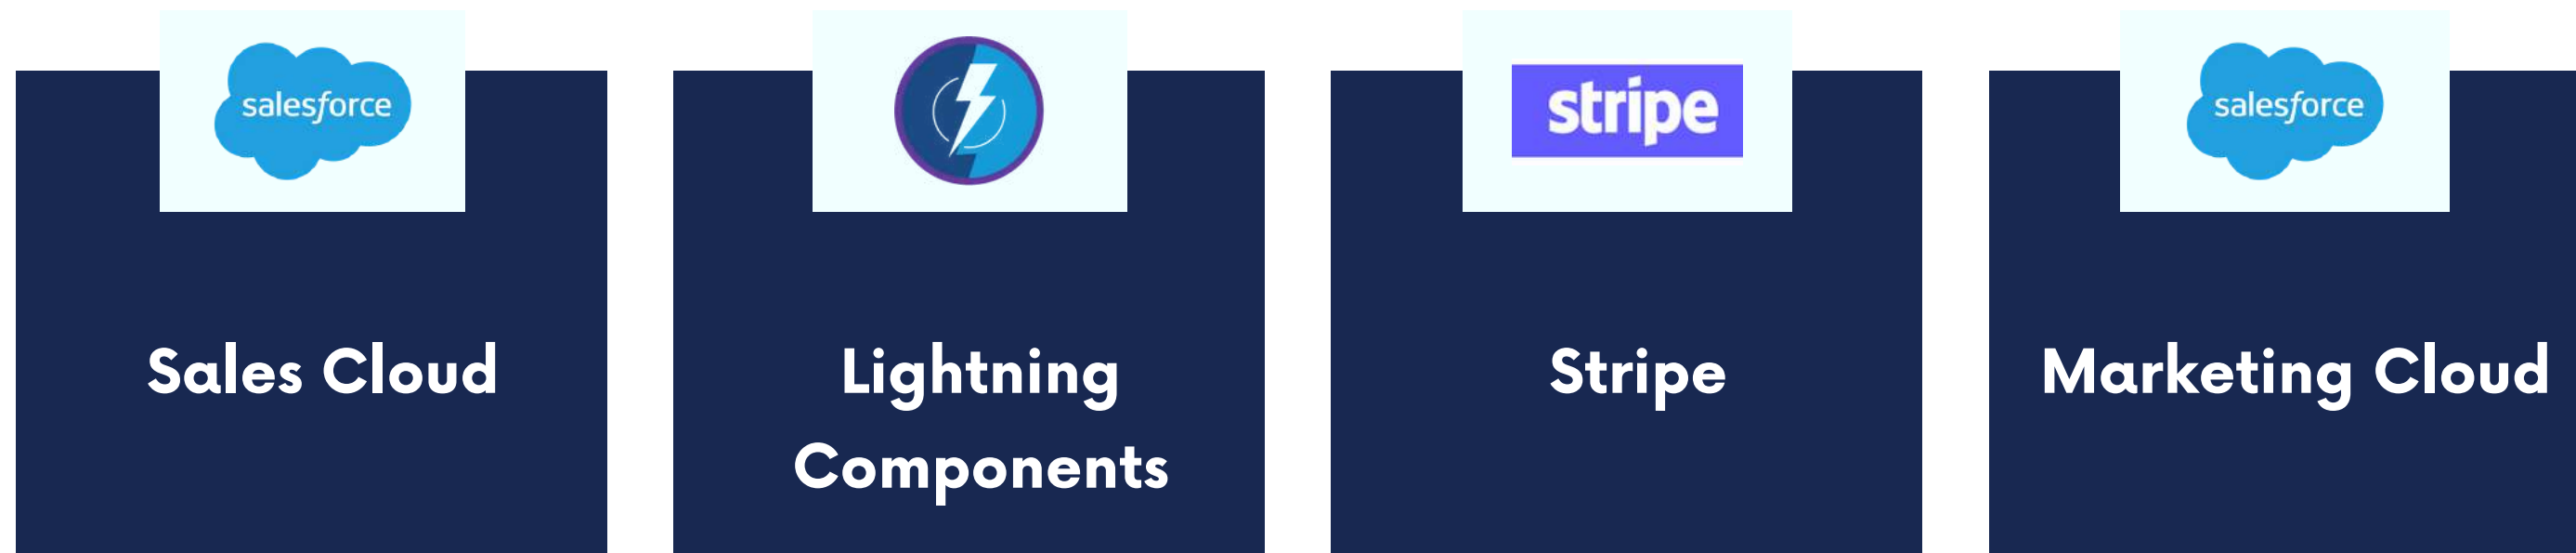 salesforce
stripe
salesforce
Sales Cloud
Lightning
Components
Stripe
Marketing Cloud